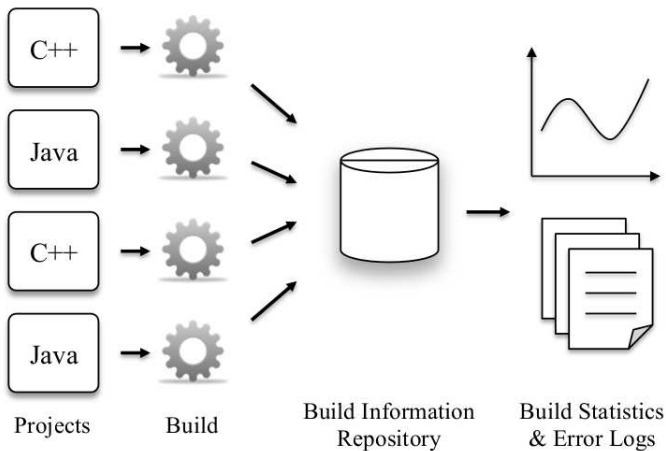 C++
Java
C++
Java
Projects
Build
Build Information
Repository
Build Statistics
& Error Logs